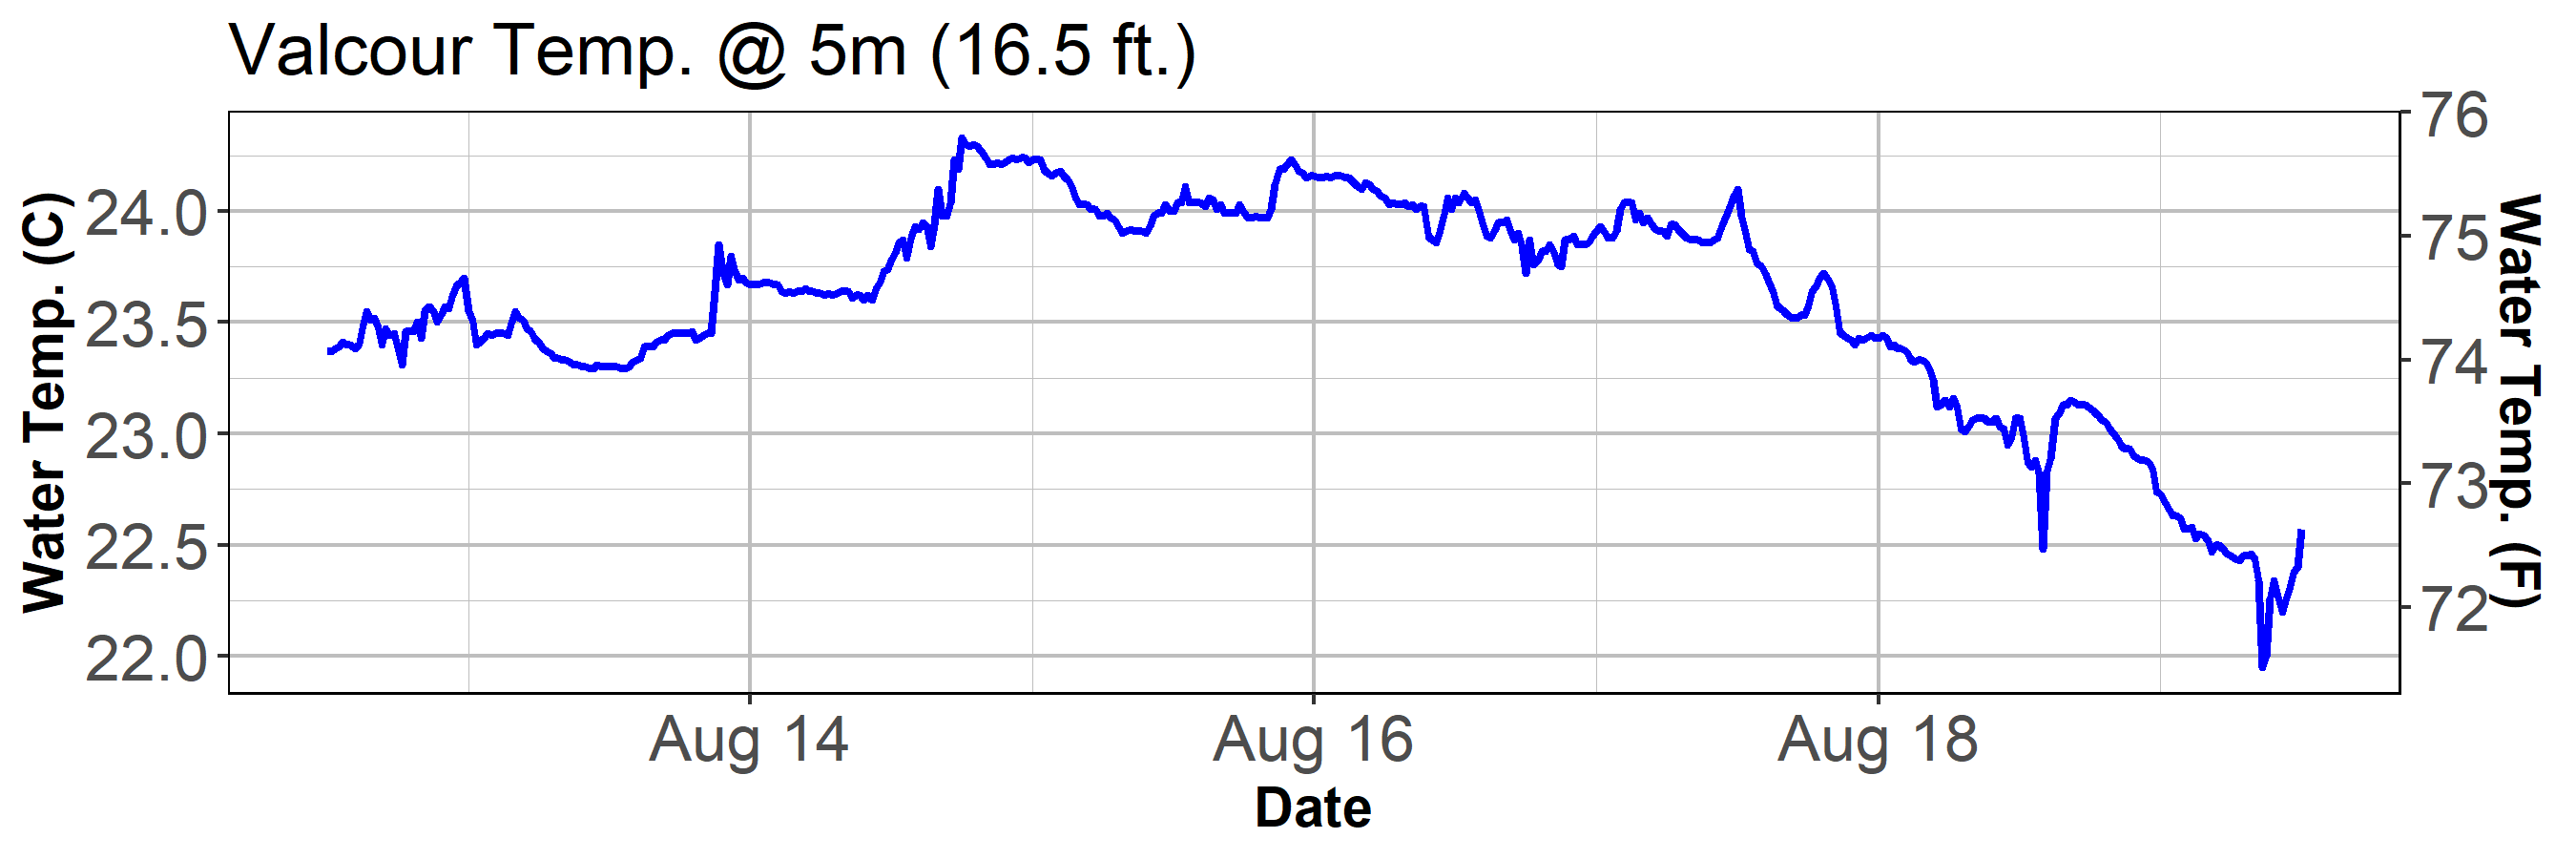 Valcour Temp. @ 5m (16.5 ft.)
Water Temp. (C)
24.0
23.5
23.0
22.5
22.0
76
75
74
73
72
Water Temp. (F)
Aug 14 Aug 16 Aug 18
Date